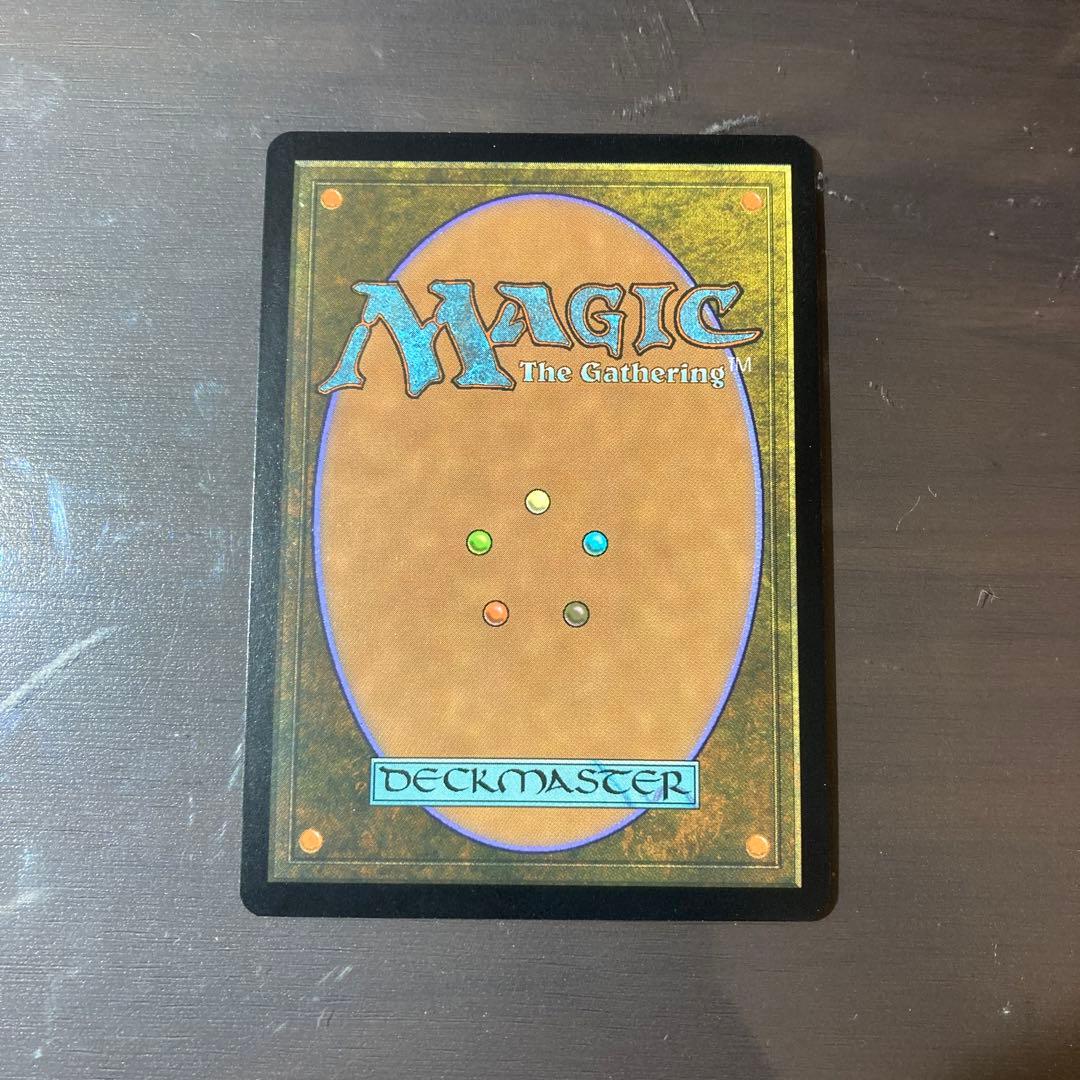 MAGIC
The Gathering™
DECKMASTER